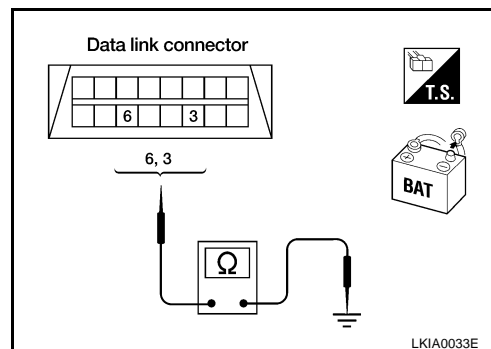 Data link connector
T.S.
6 3
6, 3
+ −
BAT
Ω
LKIA0033E